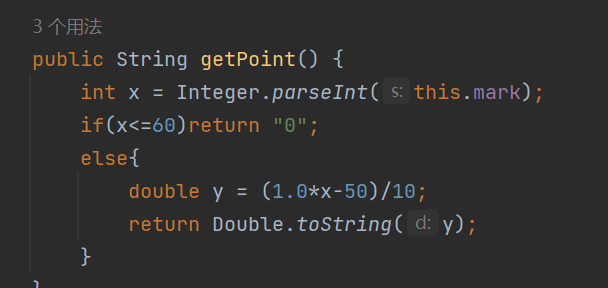 3 个用法
public String getPoint() {
int x = Integer.parseInt( s: this.mark);
if(x<=60)return "0";
else{
double y = (1.0*x-50)/10;
return Double.toString( d: y);
}
}